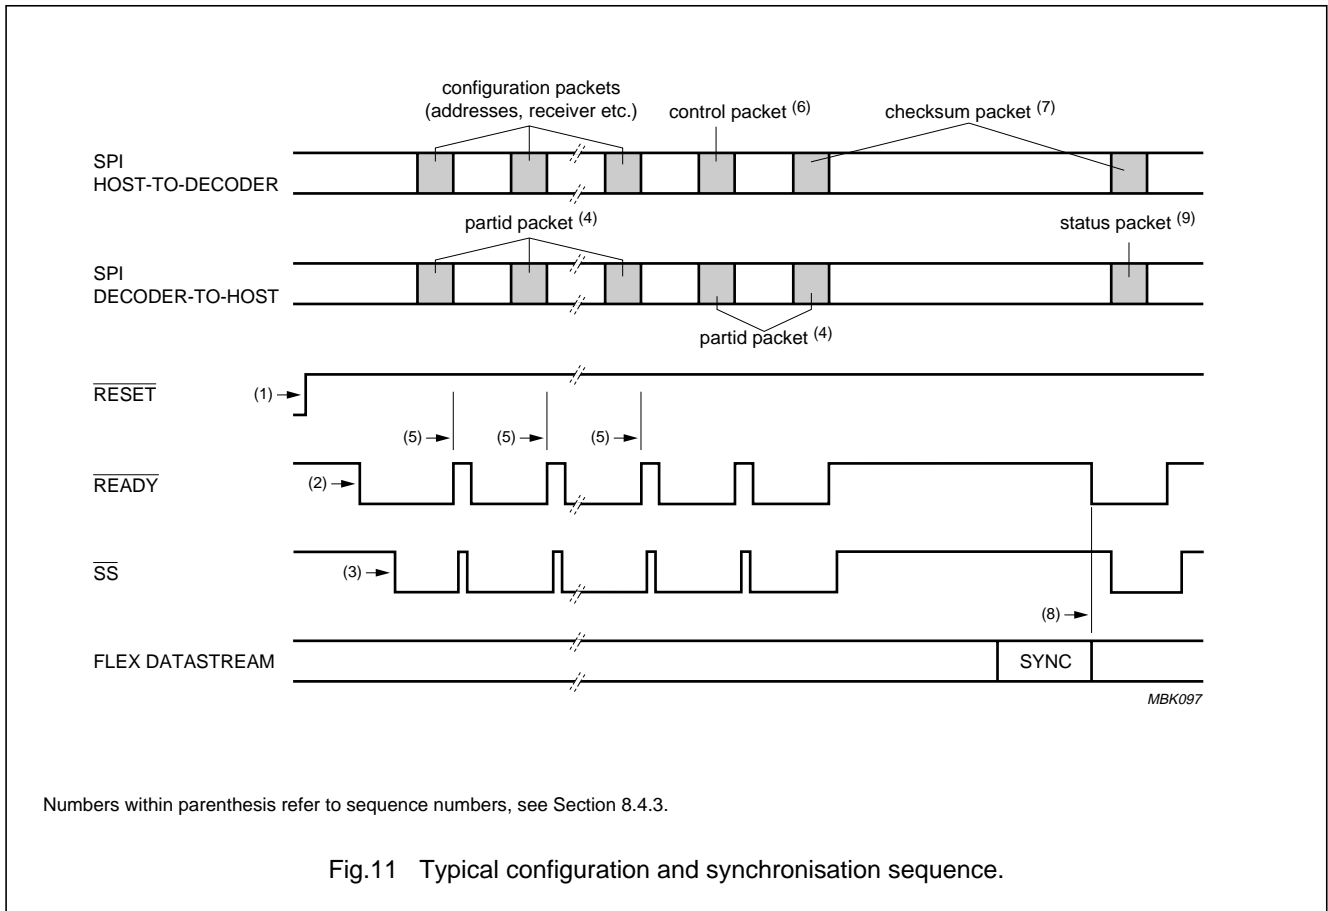 configuration packets
(addresses, receiver etc.)
control packet (6)
checksum packet (7)
SPI
HOST-TO-DECODER
partid packet (4)
status packet (9)
SPI
DECODER-TO-HOST
partid packet (4)
RESET
(1)
(5)
(5)
(5)
READY
(2)
SS
(3)
(8)
FLEX DATASTREAM
SYNC
MBK097
Numbers within parenthesis refer to sequence numbers, see Section 8.4.3.
Fig.11 Typical configuration and synchronisation sequence.